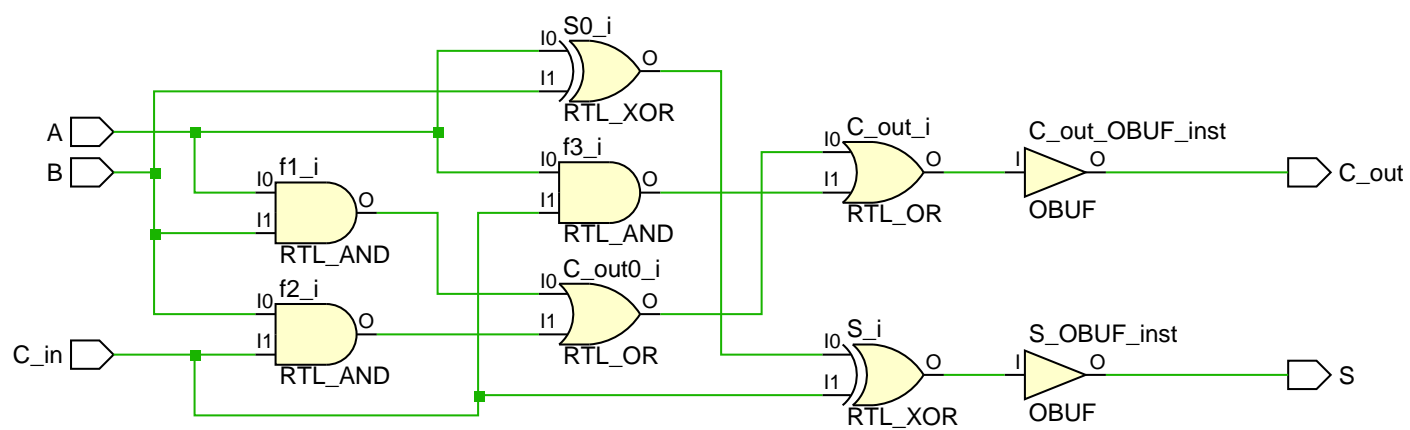 S0_i
I0
O
I1
RTL_XOR
A
B
f1_i
I0
O
I1
RTL_AND
f3_i
I0
O
I1
RTL_AND
C_out_i
I0
O
I1
RTL_OR
C_out_OBUF_inst
I
O
OBUF
C_out
C_in
f2_i
I0
O
I1
RTL_AND
C_out0_i
I0
O
I1
RTL_OR
S_i
I0
O
I1
RTL_XOR
S_OBUF_inst
I
O
OBUF
S